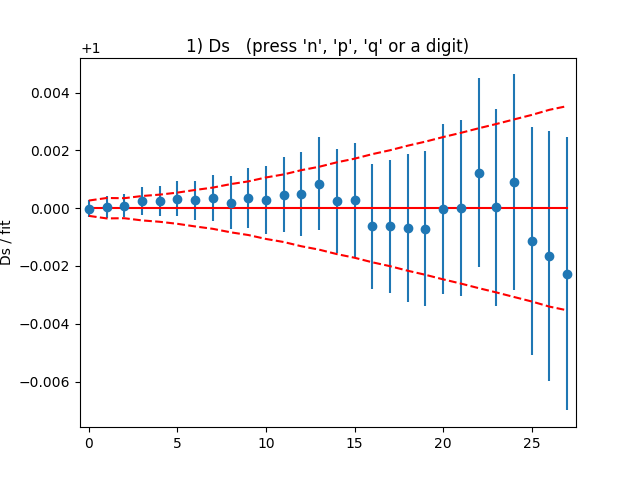 1) Ds   (press 'n', 'p', 'q' or a digit)
+1
0.004
0.002
0.000
−0.002
−0.004
−0.006
Ds / fit
0 5 10 15 20 25